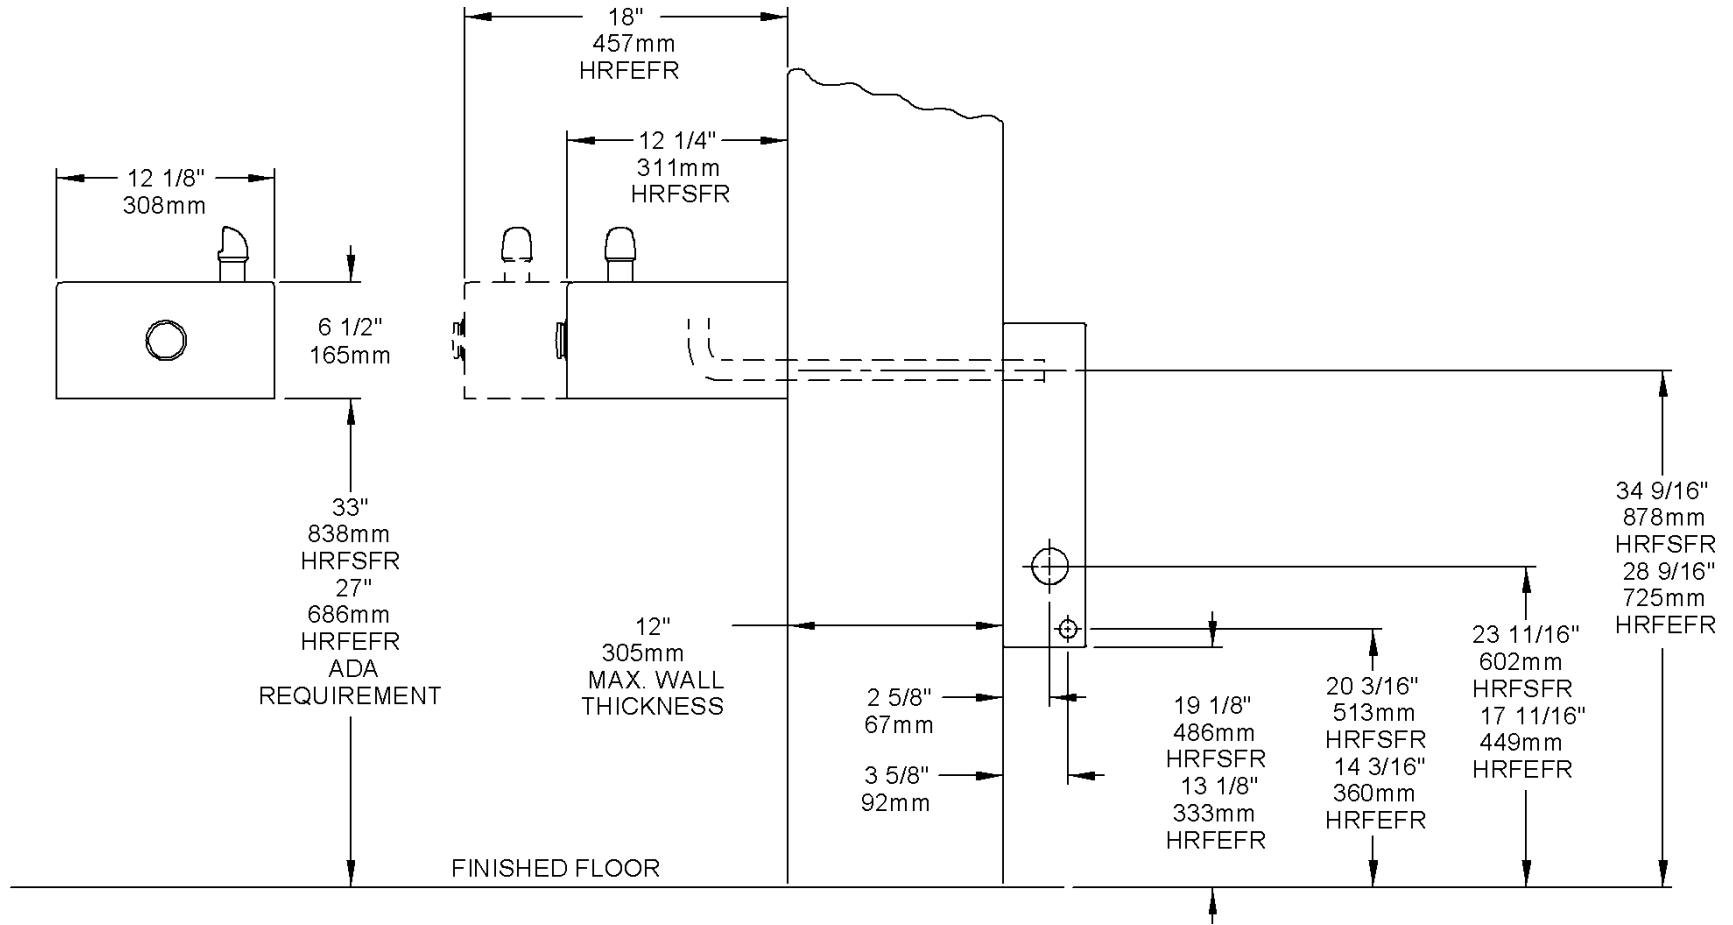 18"
457mm
HRFEFR
12 1/4"
311mm
HRFSFR
12 1/8"
308mm
6 1/2"
165mm
33"
838mm
HRFSFR
27"
686mm
HRFEFR
ADA
REQUIREMENT
12"
305mm
MAX. WALL
THICKNESS
2 5/8"
67mm
3 5/8"
92mm
19 1/8"
486mm
HRFSFR
13 1/8"
333mm
HRFEFR
20 3/16"
513mm
HRFSFR
14 3/16"
360mm
HRFEFR
23 11/16"
602mm
HRFSFR
17 11/16"
449mm
HRFEFR
34 9/16"
878mm
HRFSFR
28 9/16"
725mm
HRFEFR
FINISHED FLOOR